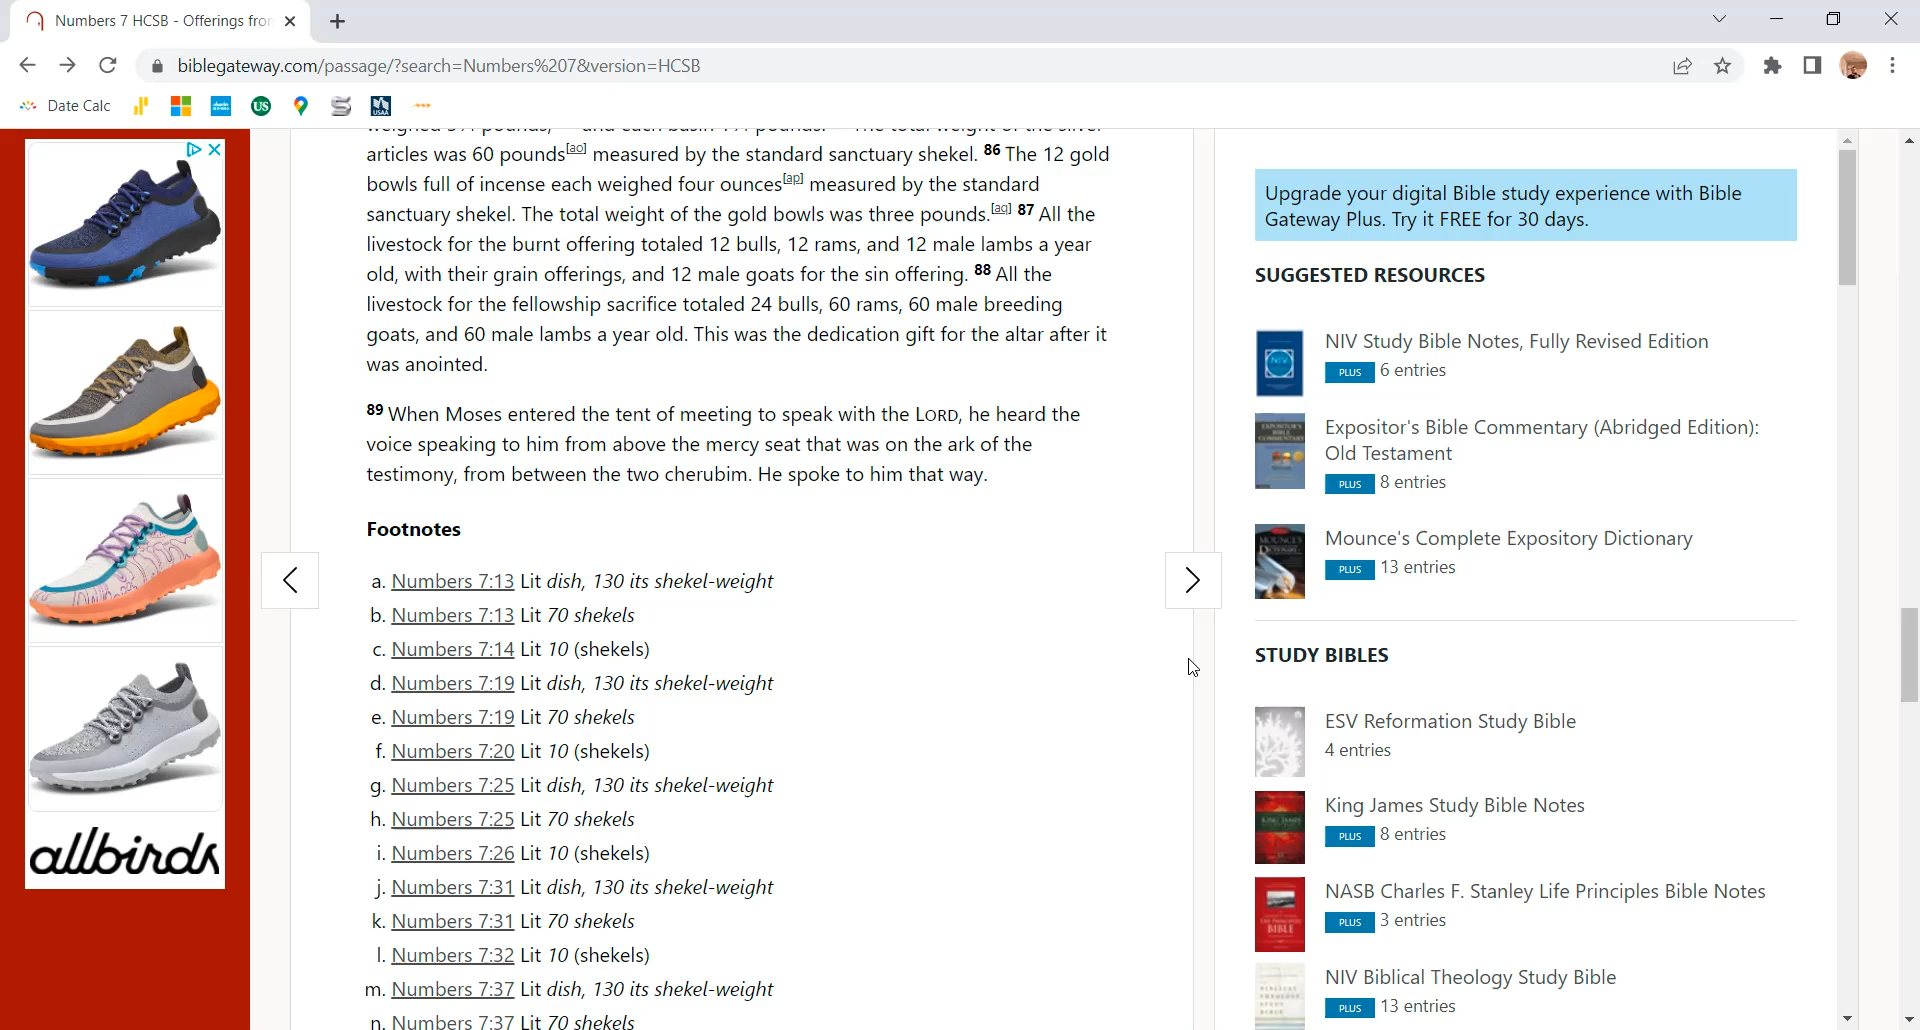 Numbers 7 HCSB - Offerings fron
biblegateway.com/passage/?search=Numbers%207&version=HCSB
Date Calc
US
USAA
articles was 60 pounds[ao] measured by the standard sanctuary shekel. 86 The 12 gold
bowls full of incense each weighed four ounces[ap] measured by the standard
sanctuary shekel. The total weight of the gold bowls was three pounds.[aq] 87 All the
livestock for the burnt offering totaled 12 bulls, 12 rams, and 12 male lambs a year
old, with their grain offerings, and 12 male goats for the sin offering. 88 All the
livestock for the fellowship sacrifice totaled 24 bulls, 60 rams, 60 male breeding
goats, and 60 male lambs a year old. This was the dedication gift for the altar after it
was anointed.
89 When Moses entered the tent of meeting to speak with the LORD, he heard the
voice speaking to him from above the mercy seat that was on the ark of the
testimony, from between the two cherubim. He spoke to him that way.
Footnotes
a. Numbers 7:13 Lit dish, 130 its shekel-weight
b. Numbers 7:13 Lit 70 shekels
c. Numbers 7:14 Lit 10 (shekels)
d. Numbers 7:19 Lit dish, 130 its shekel-weight
e. Numbers 7:19 Lit 70 shekels
f. Numbers 7:20 Lit 10 (shekels)
g. Numbers 7:25 Lit dish, 130 its shekel-weight
h. Numbers 7:25 Lit 70 shekels
i. Numbers 7:26 Lit 10 (shekels)
j. Numbers 7:31 Lit dish, 130 its shekel-weight
k. Numbers 7:31 Lit 70 shekels
l. Numbers 7:32 Lit 10 (shekels)
m. Numbers 7:37 Lit dish, 130 its shekel-weight
n. Numbers 7:37 Lit 70 shekels
allbirds
Upgrade your digital Bible study experience with Bible
Gateway Plus. Try it FREE for 30 days.
SUGGESTED RESOURCES
NIV
NIV Study Bible Notes, Fully Revised Edition
PLUS 6 entries
Expositor's Bible Commentary (Abridged Edition):
Old Testament
PLUS 8 entries
Mounce's Complete Expository Dictionary
PLUS 13 entries
STUDY BIBLES
ESV Reformation Study Bible
4 entries
King James Study Bible Notes
PLUS 8 entries
NASB Charles F. Stanley Life Principles Bible Notes
PLUS 3 entries
NIV Biblical Theology Study Bible
PLUS 13 entries